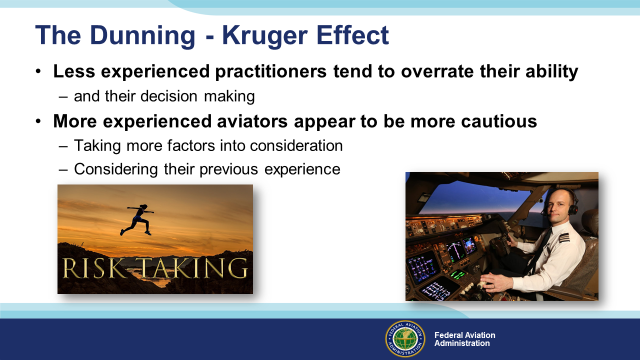 The Dunning - Kruger Effect
• Less experienced practitioners tend to overrate their ability
– and their decision making
• More experienced aviators appear to be more cautious
– Taking more factors into consideration
– Considering their previous experience
RISK TAKING
Federal Aviation
Administration